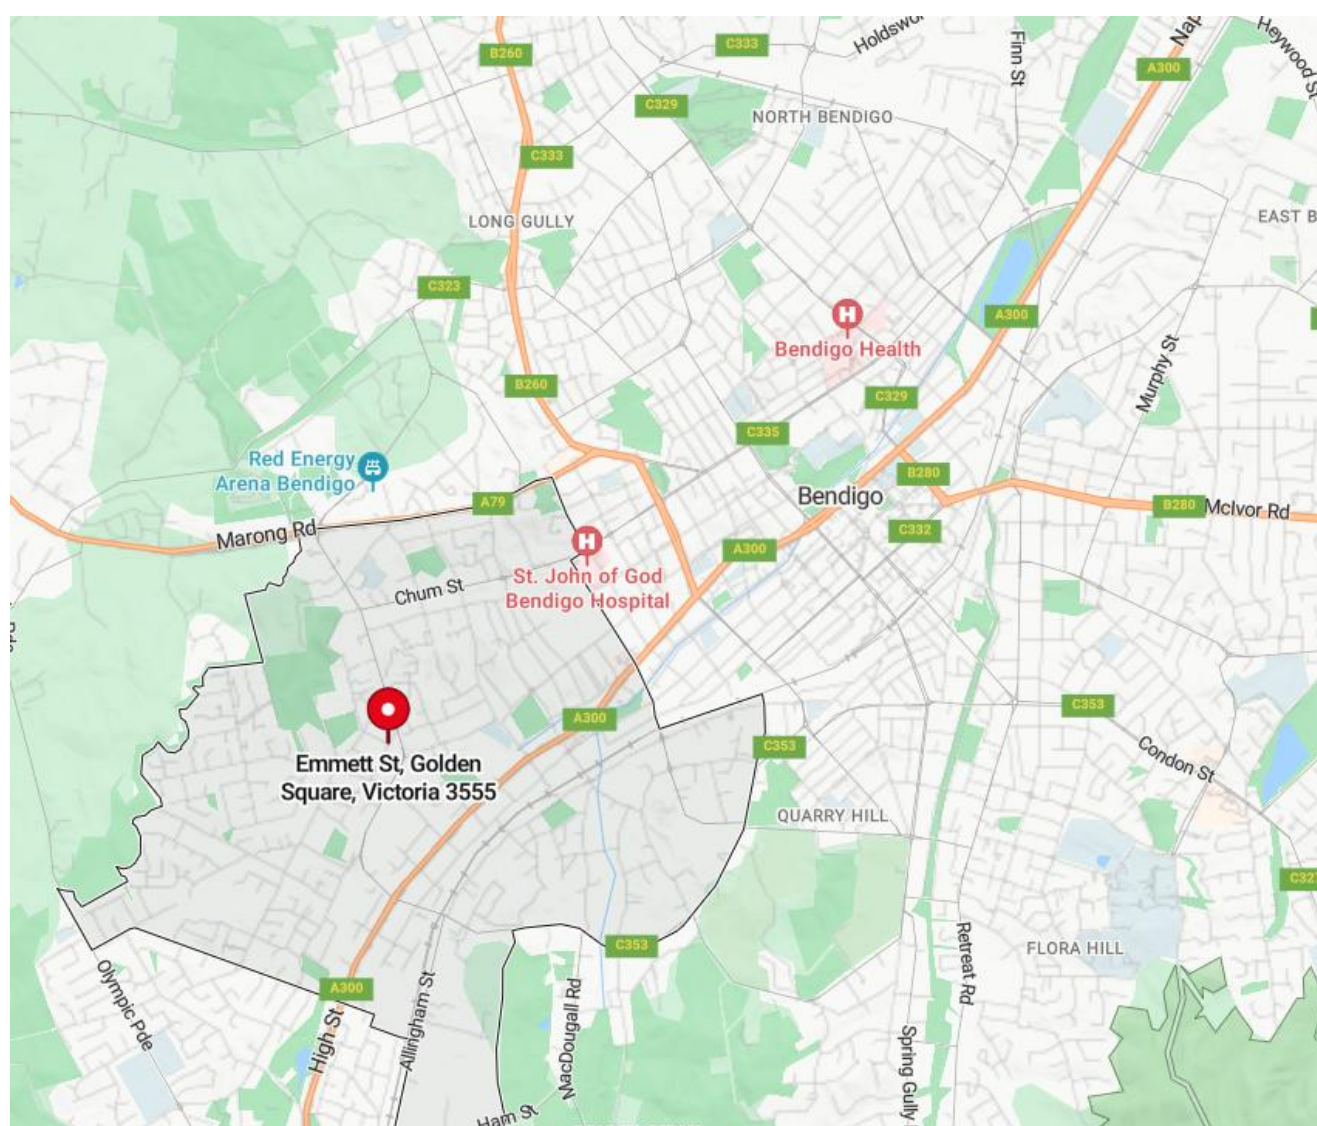 Holdswor
Heywood St
Nap
C333
B260
Finn St
A300
C329
NORTH BENDIGO
C333
LONG GULLY
EAST B
C323
A300
Bendigo Health
Murphy St
B260
C329
C335
Red Energy
Arena Bendigo
B280
Bendigo
A79
B280
McIvor Rd
Marong Rd
C332
A300
St. John of God
Bendigo Hospital
Chum St
C353
A300
C353
Condon St
Emmett St, Golden
Square, Victoria 3555
QUARRY HILL
C327
C353
FLORA HILL
Retreat Rd
Olympic Pde
A300
High St
Allingham St
MacDougall Rd
Spring Gully
Ham St